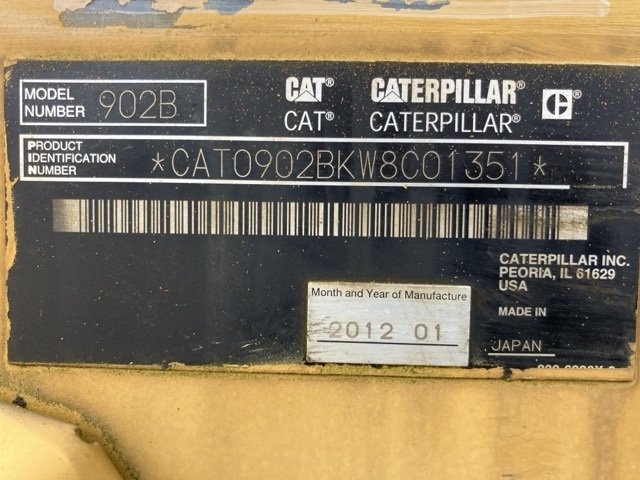 MODEL NUMBER 902B
CAT® CATERPILLAR® C
CAT® CATERPILLAR®
PRODUCT
IDENTIFICATION
NUMBER
*CAT0902BKW8C01351*
CATERPILLAR INC.
PEORIA, IL 61629
USA
Month and Year of Manufacture
2012 01
MADE IN
JAPAN